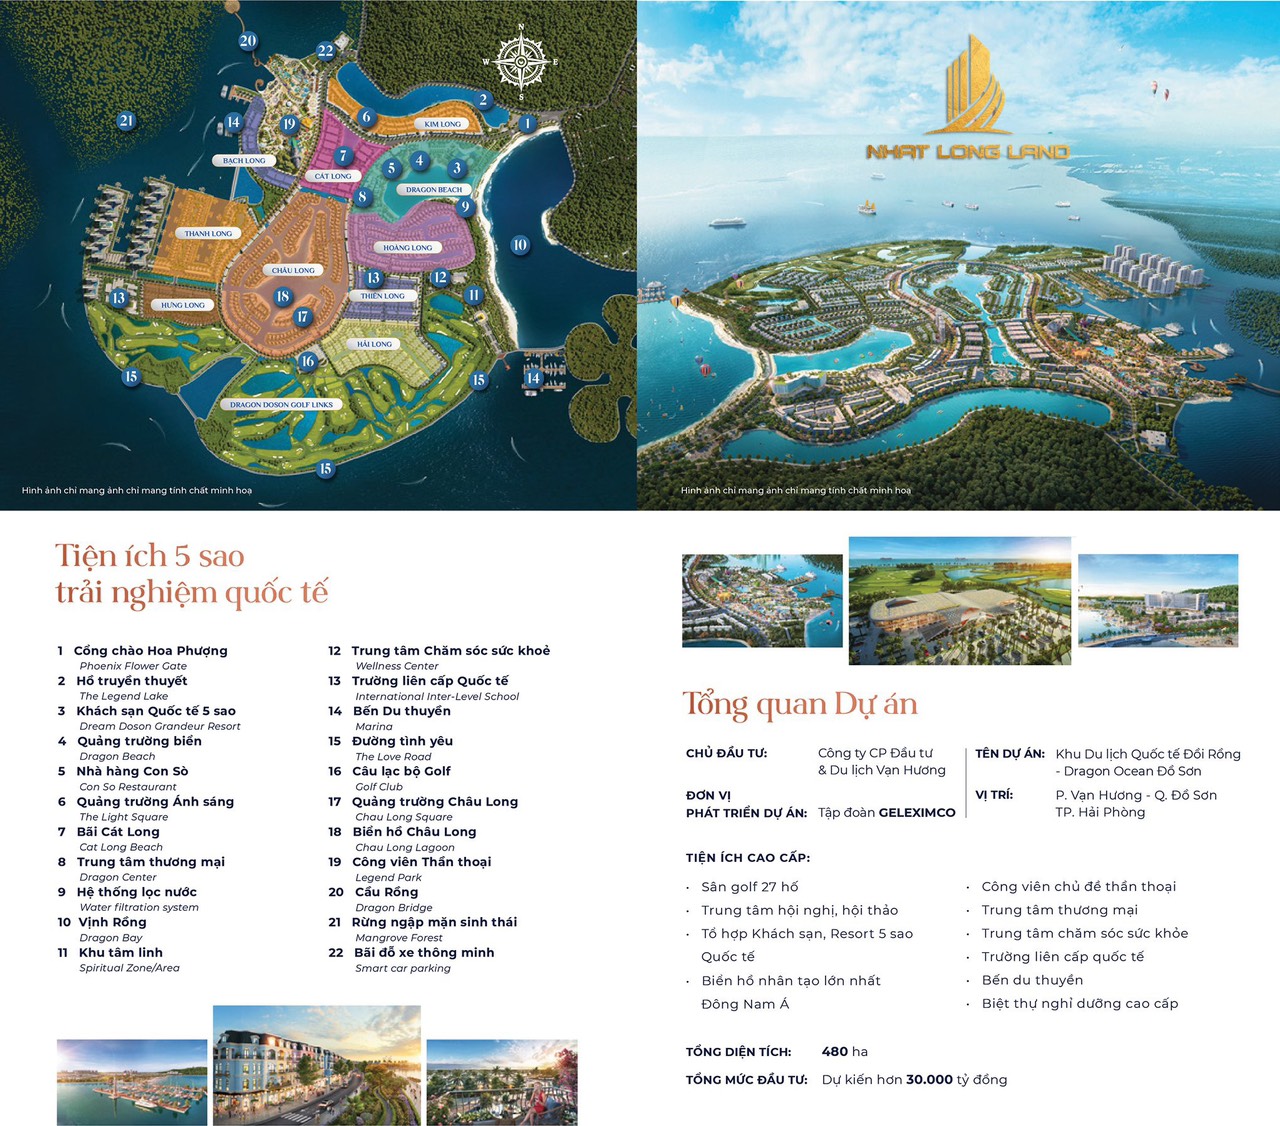 N
W
E
S
20
22
21
14
19
6
2
1
KIM LONG
BẠCH LONG
7
CÁT LONG
5
4
3
DRAGON BEACH
8
9
THANH LONG
HOÀNG LONG
10
CHÂU LONG
13
12
13
18
THIÊN LONG
11
HƯNG LONG
17
HẢI LONG
16
15
15
14
DRAGON DOSON GOLF LINKS
15
Hình ảnh chỉ mang ảnh chỉ mang tính chất minh hoạ
NHAT LONG LAND
Hình ảnh chỉ mang ảnh chỉ mang tính chất minh hoạ
Tiện ích 5 sao
trải nghiệm quốc tế
1 Cổng chào Hoa Phượng
Phoenix Flower Gate
2 Hồ truyền thuyết
The Legend Lake
3 Khách sạn Quốc tế 5 sao
Dream Doson Grandeur Resort
4 Quảng trường biển
Dragon Beach
5 Nhà hàng Con Sò
Con So Restaurant
6 Quảng trường Ánh sáng
The Light Square
7 Bãi Cát Long
Cat Long Beach
8 Trung tâm thương mại
Dragon Center
9 Hệ thống lọc nước
Water filtration system
10 Vịnh Rồng
Dragon Bay
11 Khu tâm linh
Spiritual Zone/Area
12 Trung tâm Chăm sóc sức khoẻ
Wellness Center
13 Trường liên cấp Quốc tế
International Inter-Level School
14 Bến Du thuyền
Marina
15 Đường tình yêu
The Love Road
16 Câu lạc bộ Golf
Golf Club
17 Quảng trường Châu Long
Chau Long Square
18 Biển hồ Châu Long
Chau Long Lagoon
19 Công viên Thần thoại
Legend Park
20 Cầu Rồng
Dragon Bridge
21 Rừng ngập mặn sinh thái
Mangrove Forest
22 Bãi đỗ xe thông minh
Smart car parking
Tổng quan Dự án
CHỦ ĐẦU TƯ: Công ty CP Đầu tư
& Du lịch Vạn Hương
ĐƠN VỊ
PHÁT TRIỂN DỰ ÁN: Tập đoàn GELEXIMCO
TÊN DỰ ÁN: Khu Du lịch Quốc tế Đồi Rồng
- Dragon Ocean Đồ Sơn
VỊ TRÍ: P. Vạn Hương - Q. Đồ Sơn
TP. Hải Phòng
TIỆN ÍCH CAO CẤP:
• Sân golf 27 hố
• Trung tâm hội nghị, hội thảo
• Tổ hợp Khách sạn, Resort 5 sao
Quốc tế
• Biển hồ nhân tạo lớn nhất
Đông Nam Á
• Công viên chủ đề thần thoại
• Trung tâm thương mại
• Trung tâm chăm sóc sức khỏe
• Trường liên cấp quốc tế
• Bến du thuyền
• Biệt thự nghỉ dưỡng cao cấp
TỔNG DIỆN TÍCH: 480 ha
TỔNG MỨC ĐẦU TƯ: Dự kiến hơn 30.000 tỷ đồng